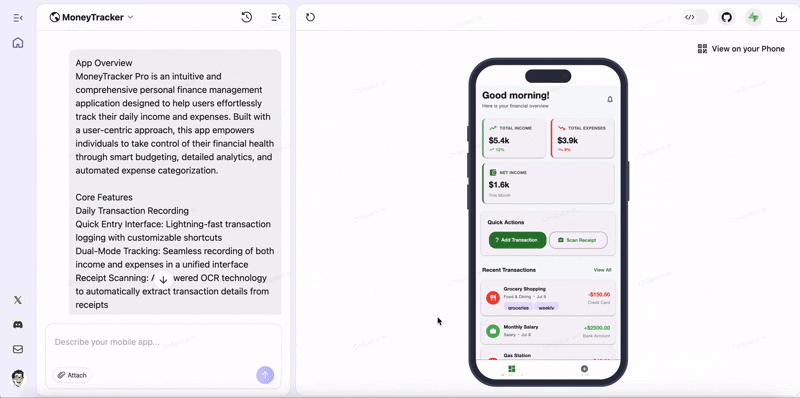 MoneyTracker
App Overview
MoneyTracker Pro is an intuitive and
comprehensive personal finance management
application designed to help users effortlessly
track their daily income and expenses. Built with
a user-centric approach, this app empowers
individuals to take control of their financial health
through smart budgeting, detailed analytics, and
automated expense categorization.
Core Features
Daily Transaction Recording
Quick Entry Interface: Lightning-fast transaction
logging with customizable shortcuts
Dual-Mode Tracking: Seamless recording of both
income and expenses in a unified interface
Receipt Scanning: wered OCR technology
to automatically extract transaction details from
receipts
Describe your mobile app...
Attach
View on your Phone
Good morning!
Here is your financial overview
TOTAL INCOME
$5.4k
12%
TOTAL EXPENSES
$3.9k
8%
NET INCOME
$1.6k
This Month
Quick Actions
? Add Transaction
Scan Receipt
Recent Transactions
View All
Grocery Shopping
Food & Dining • Jul 8
groceries
weekly
-$150.50
Credit Card
Monthly Salary
Salary • Jul 8
+$2500.00
Bank Account
Gas Station